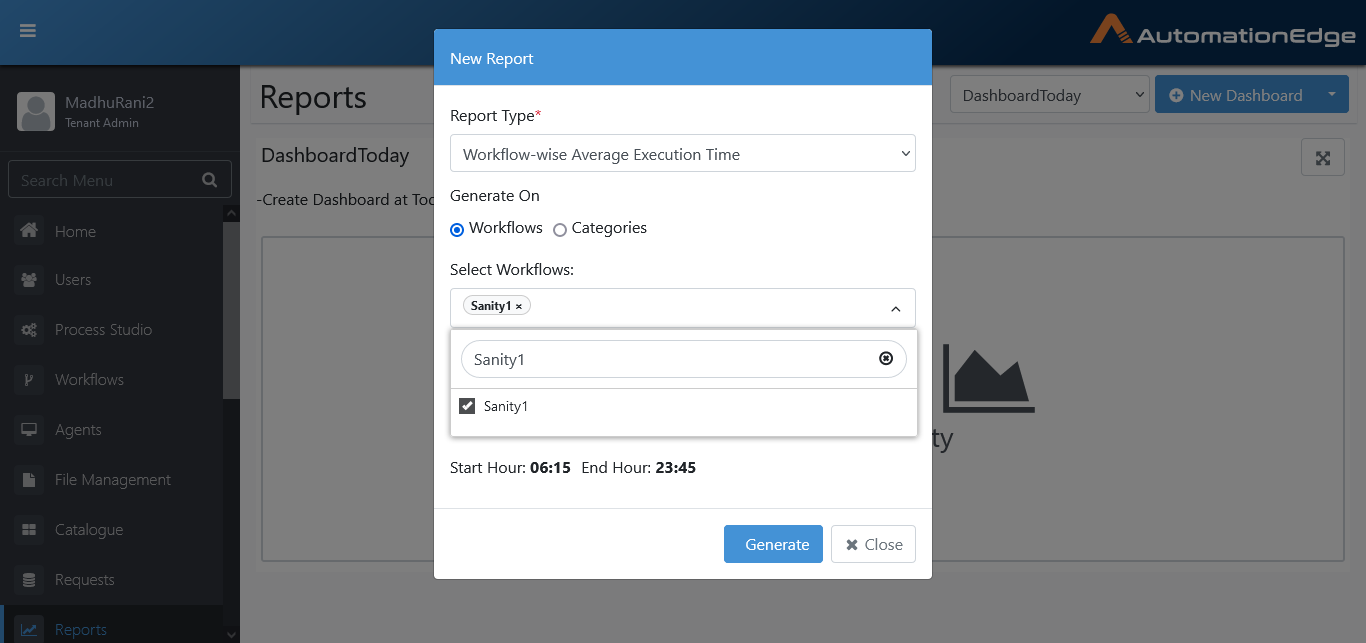 AutomationEdge
MadhuRani2
Tenant Admin
Search Menu
Home
Users
Process Studio
Workflows
Agents
File Management
Catalogue
Requests
Reports
Reports
DashboardToday
New Dashboard
DashboardToday
-Create Dashboard at Tod
ty
New Report
Report Type*
Workflow-wise Average Execution Time
Generate On
Workflows Categories
Select Workflows:
Sanity1 ×
Sanity1
Sanity1
Start Hour: 06:15 End Hour: 23:45
Generate Close